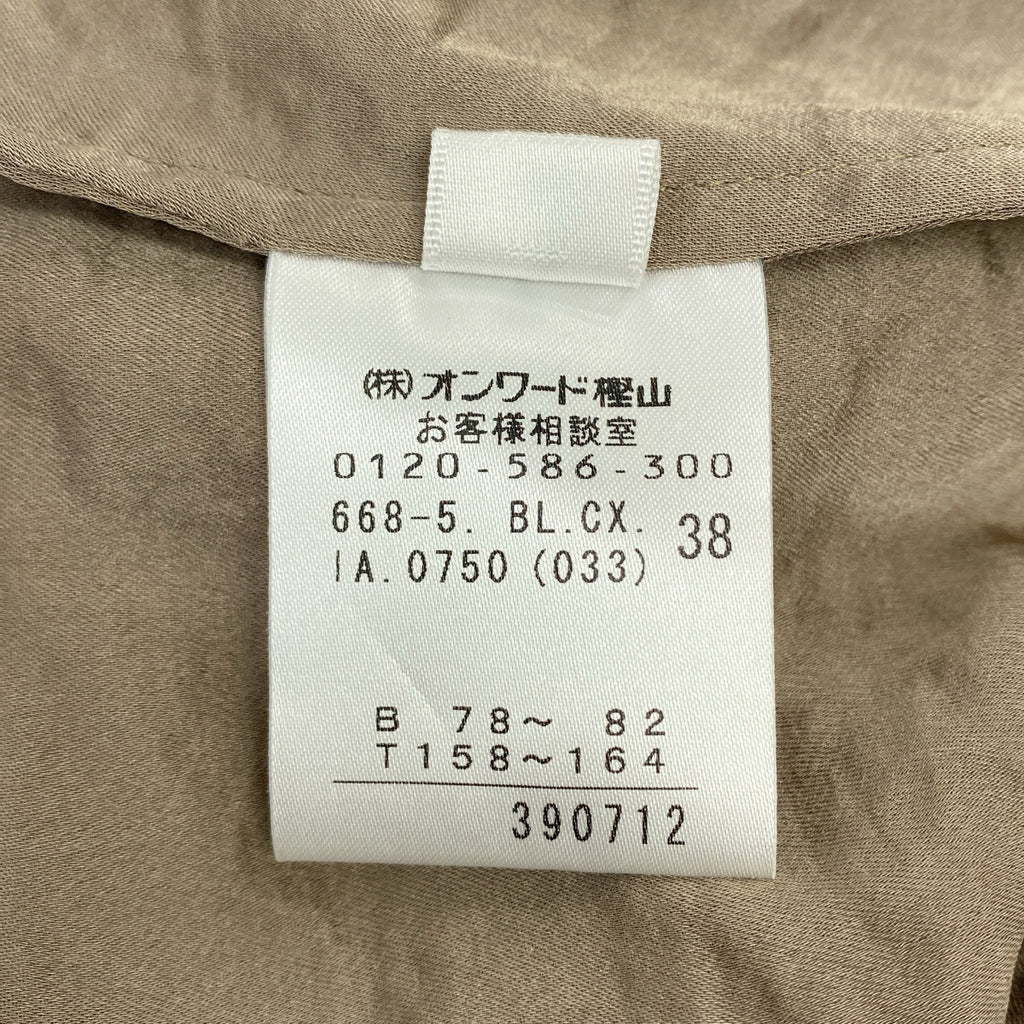 (株)オンワード樫山
お客様相談室
0120-586-300
668-5. BL.CX. 38
IA.0750 (033)
B 78~ 82
T158~164
390712